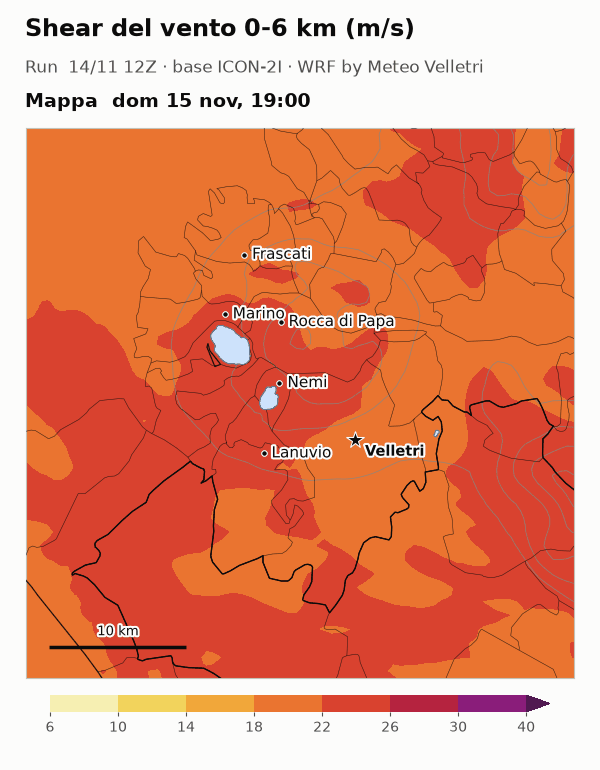 Shear del vento 0-6 km (m/s)
Run  14/11 12Z · base ICON-2I · WRF by Meteo Velletri
Mappa  dom 15 nov, 19:00
Frascati
Marino
Rocca di Papa
Nemi
Velletri
Lanuvio
10 km
6 10 14 18 22 26 30 40